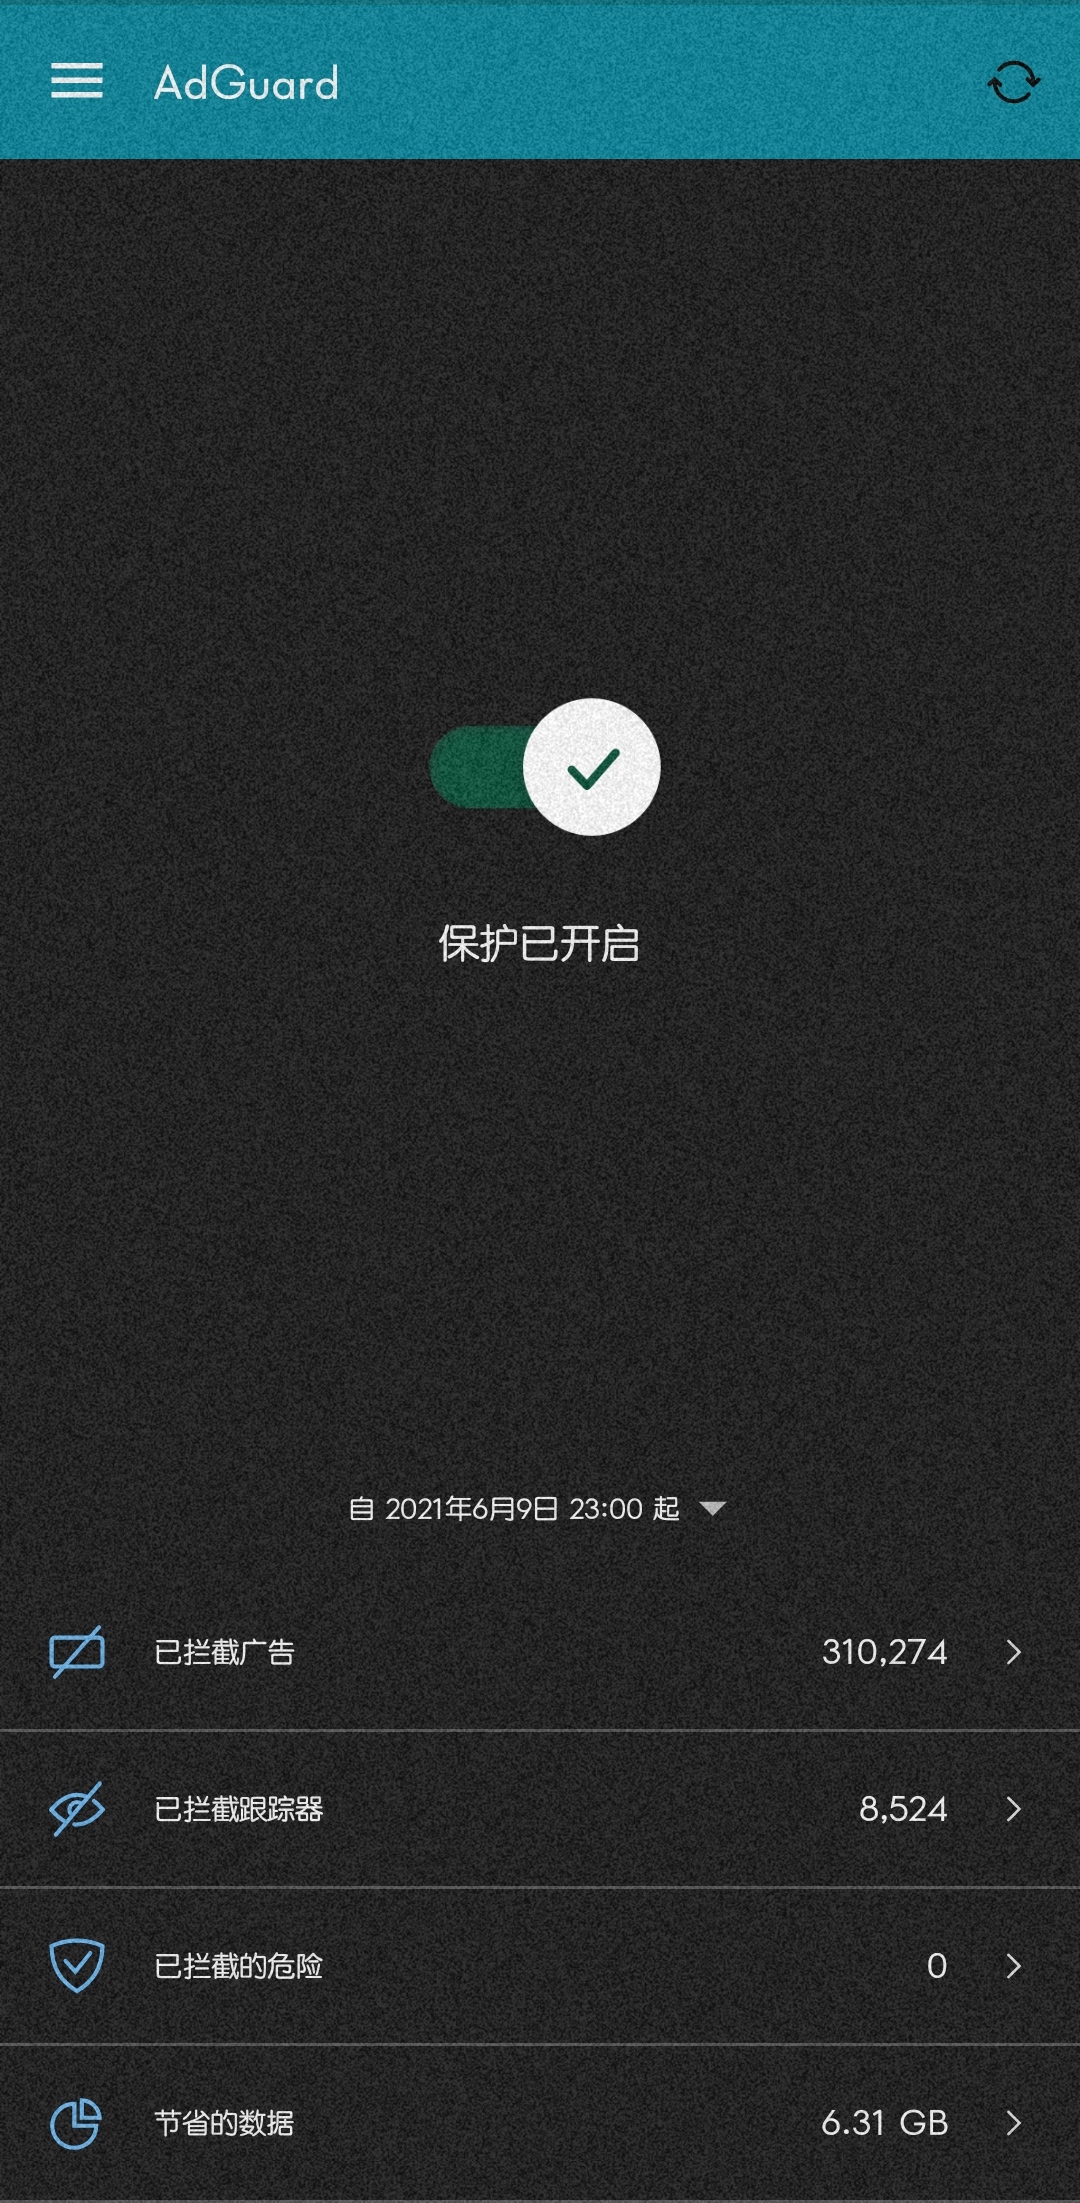 AdGuard
保护已开启
自 2021年6月9日 23:00 起
已拦截广告 310,274
已拦截跟踪器 8,524
已拦截的危险 0
节省的数据 6.31 GB